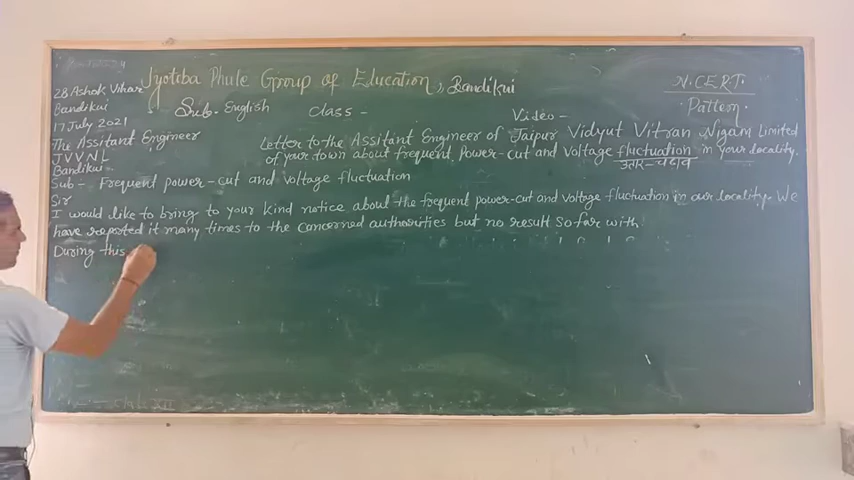 Jyotoba Phule Group of Education, Bandikui
N.C.E.R.T.
Pattern.
28 Ashok Vihar
Bandikui
17 July 2021
Sub- English
Class -
Video -
The Assitant Engineer
JVVNL
Bandikui
Letter to the Assitant Engineer of Jaipur Vidyut Vitran Nigam Limited
of your town about frequent Power-cut and Voltage fluctuation in your locality.
उतार-चढ़ाव
Sub- Frequent power-cut and voltage fluctuation
Sir
I would like to bring to your kind notice about the frequent power-cut and voltage fluctuation in our locality. We
have reported it many times to the concerned authorities but no result so far with
During this